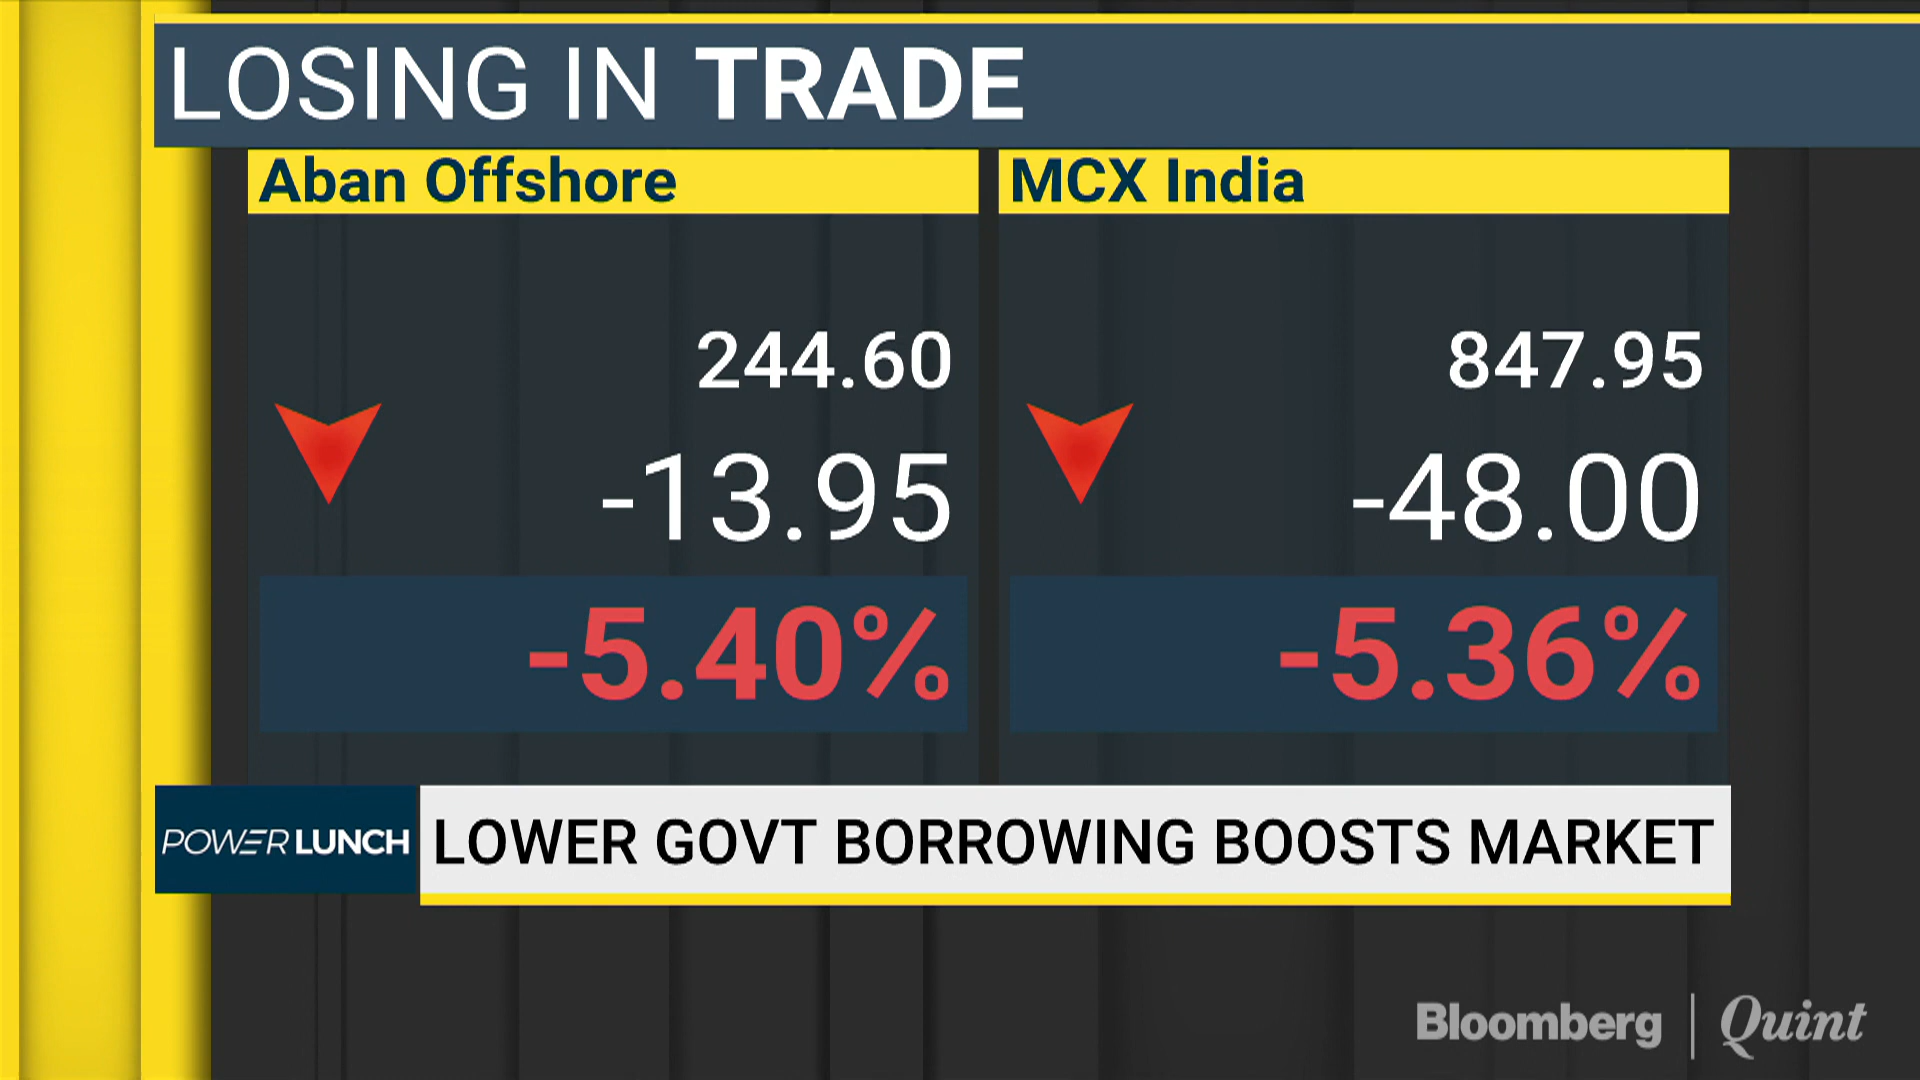 LOSING IN TRADE
Aban Offshore
244.60
-13.95
-5.40%
MCX India
847.95
-48.00
-5.36%
POWER LUNCH
LOWER GOVT BORROWING BOOSTS MARKET
Bloomberg | Quint